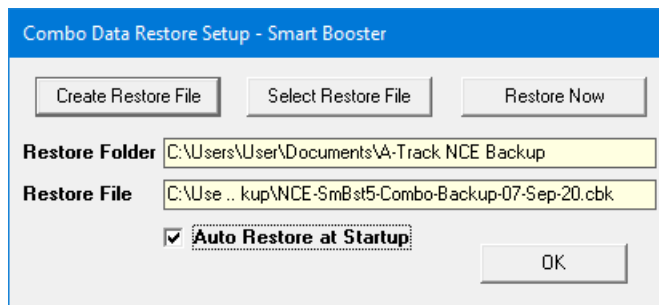 Combo Data Restore Setup - Smart Booster
Create Restore File Select Restore File Restore Now
Restore Folder C:\Users\User\Documents\A-Track NCE Backup
Restore File C:\Use .. kup\NCE-SmBst5-Combo-Backup-07-Sep-20.cbk
Auto Restore at Startup
OK